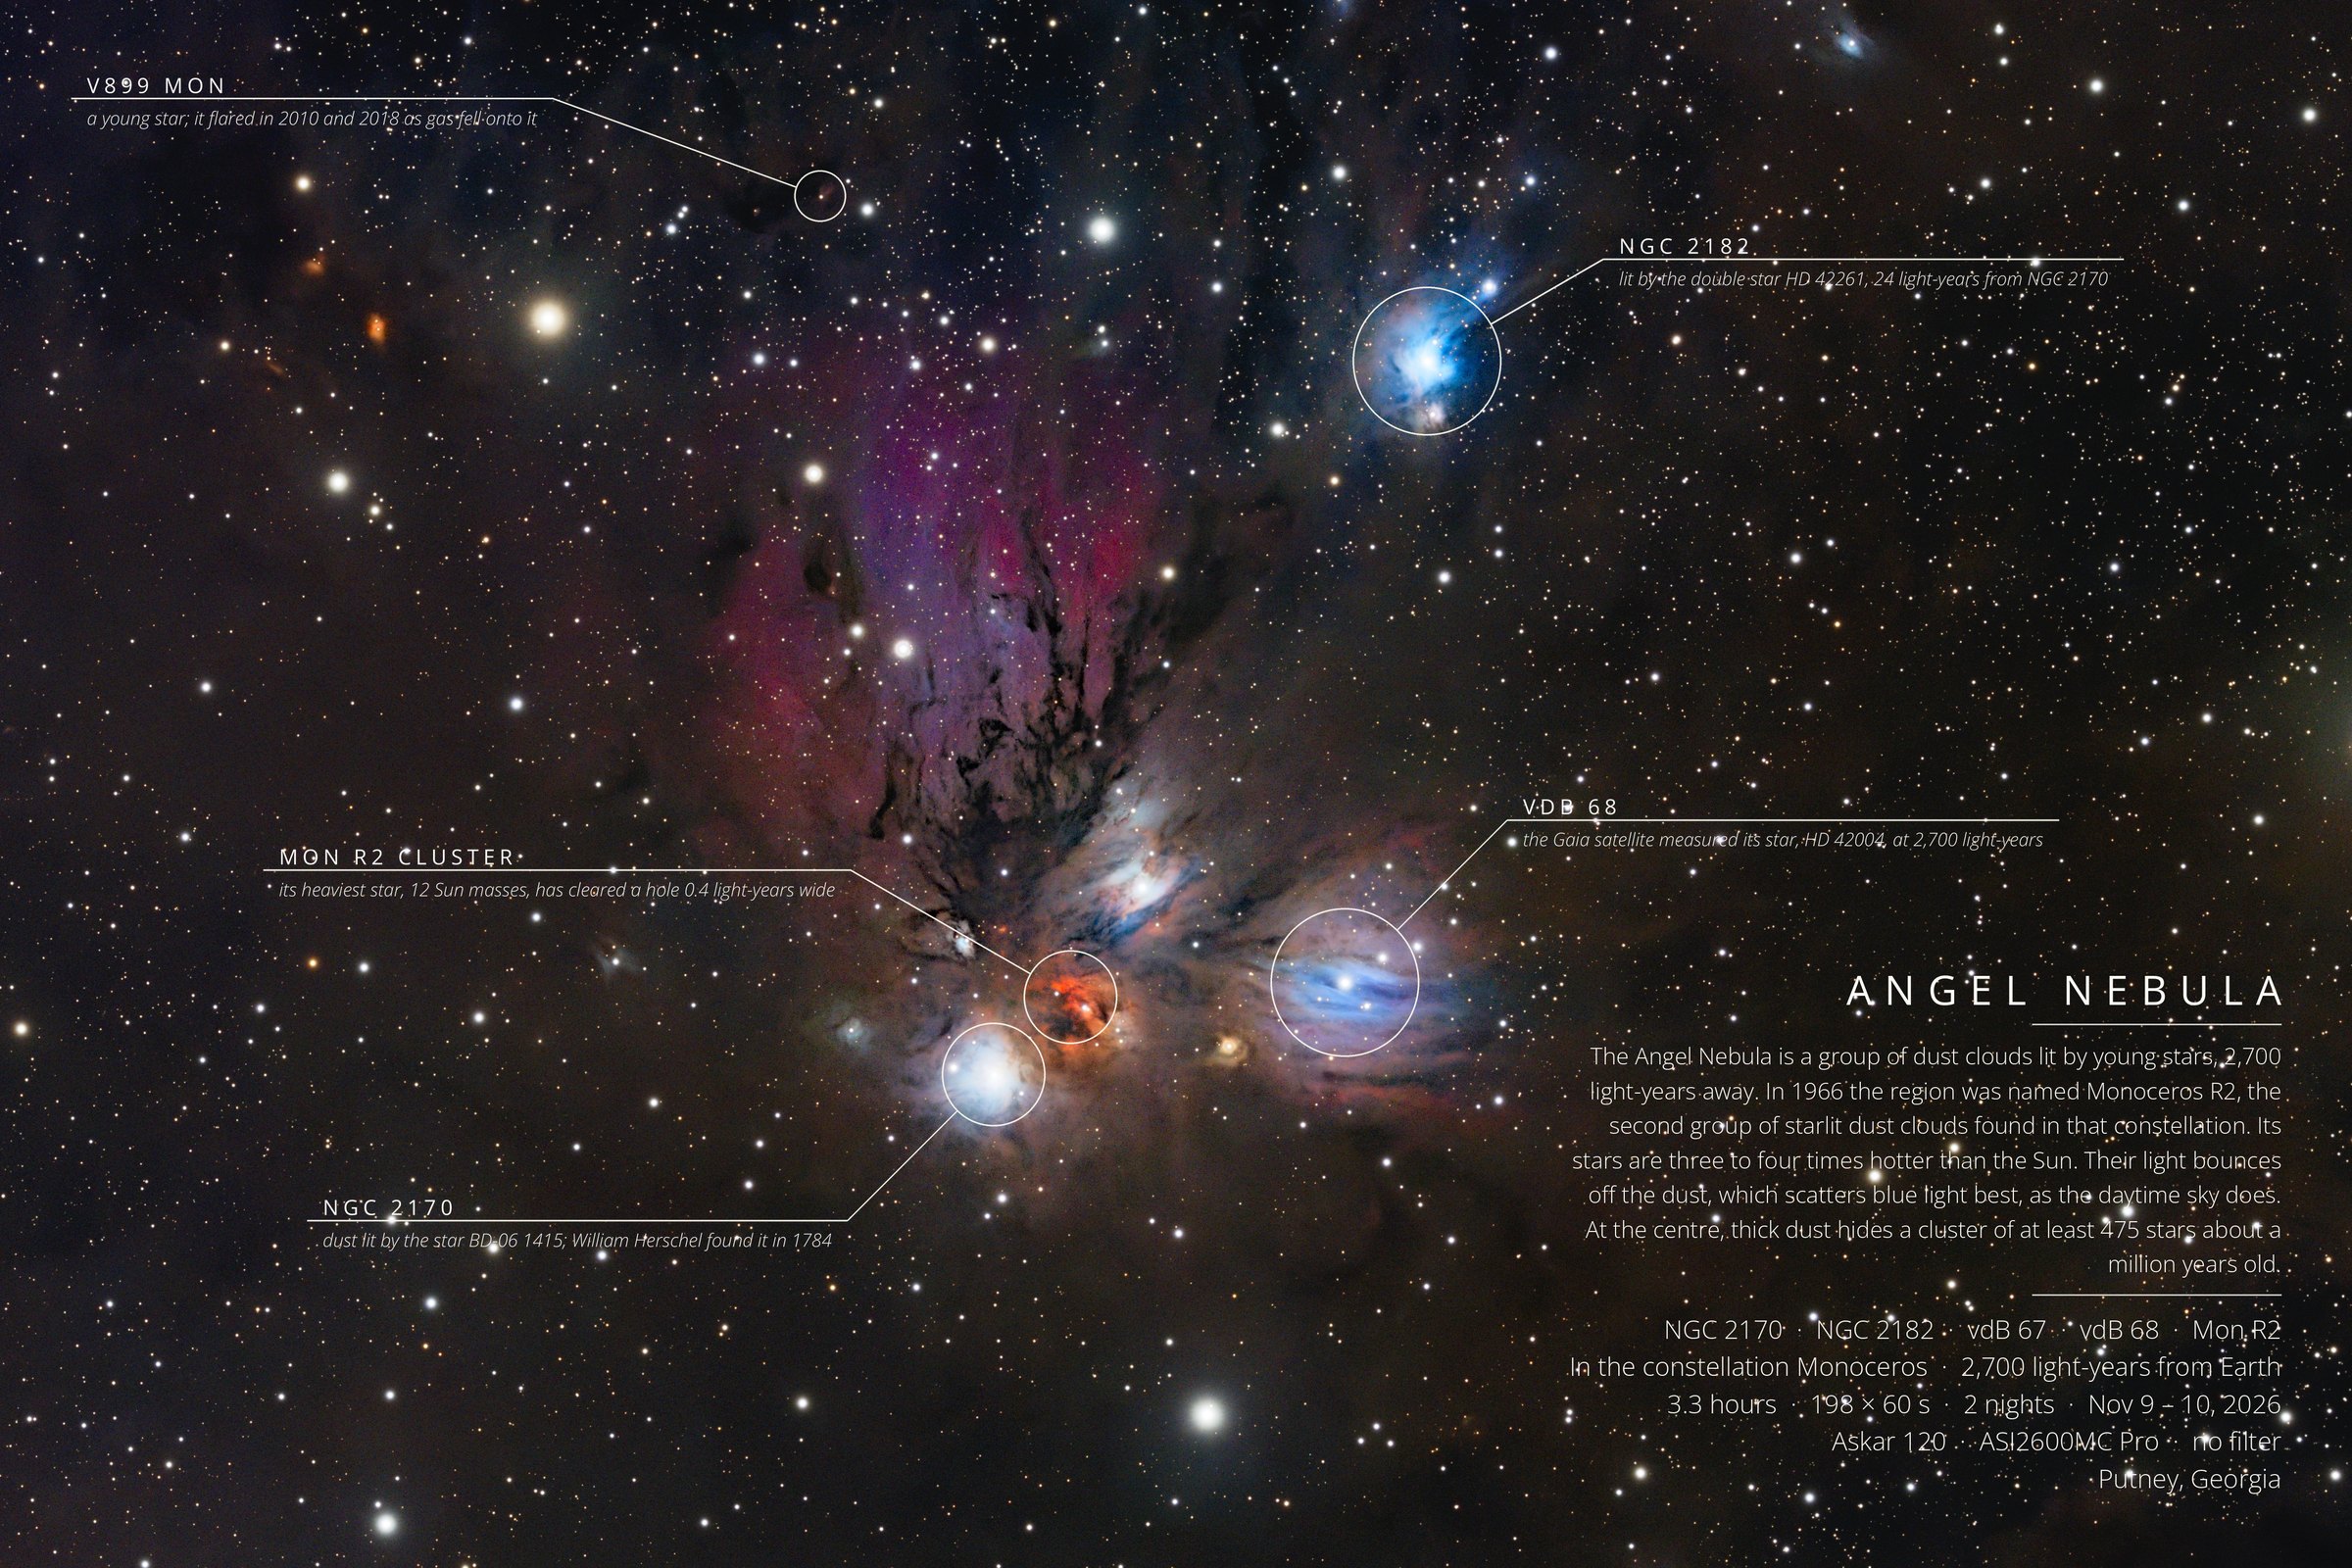 V899 MON
a young star; it flared in 2010 and 2018 as gas fell onto it
NGC 2182
lit by the double star HD 42261, 24 light-years from NGC 2170
VDB 68
the Gaia satellite measured its star, HD 42004, at 2,700 light-years
MON R2 CLUSTER
its heaviest star, 12 Sun masses, has cleared a hole 0.4 light-years wide
NGC 2170
dust lit by the star BD-06 1415; William Herschel found it in 1784
ANGEL NEBULA
The Angel Nebula is a group of dust clouds lit by young stars, 2,700
light-years away. In 1966 the region was named Monoceros R2, the
second group of starlit dust clouds found in that constellation. Its
stars are three to four times hotter than the Sun. Their light bounces
off the dust, which scatters blue light best, as the daytime sky does.
At the centre, thick dust hides a cluster of at least 475 stars about a
million years old.
NGC 2170 · NGC 2182 · vdB 67 · vdB 68 · Mon R2
In the constellation Monoceros · 2,700 light-years from Earth
3.3 hours · 198 × 60 s · 2 nights · Nov 9 – 10, 2026
Askar 120 · ASI2600MC Pro · no filter
Putney, Georgia